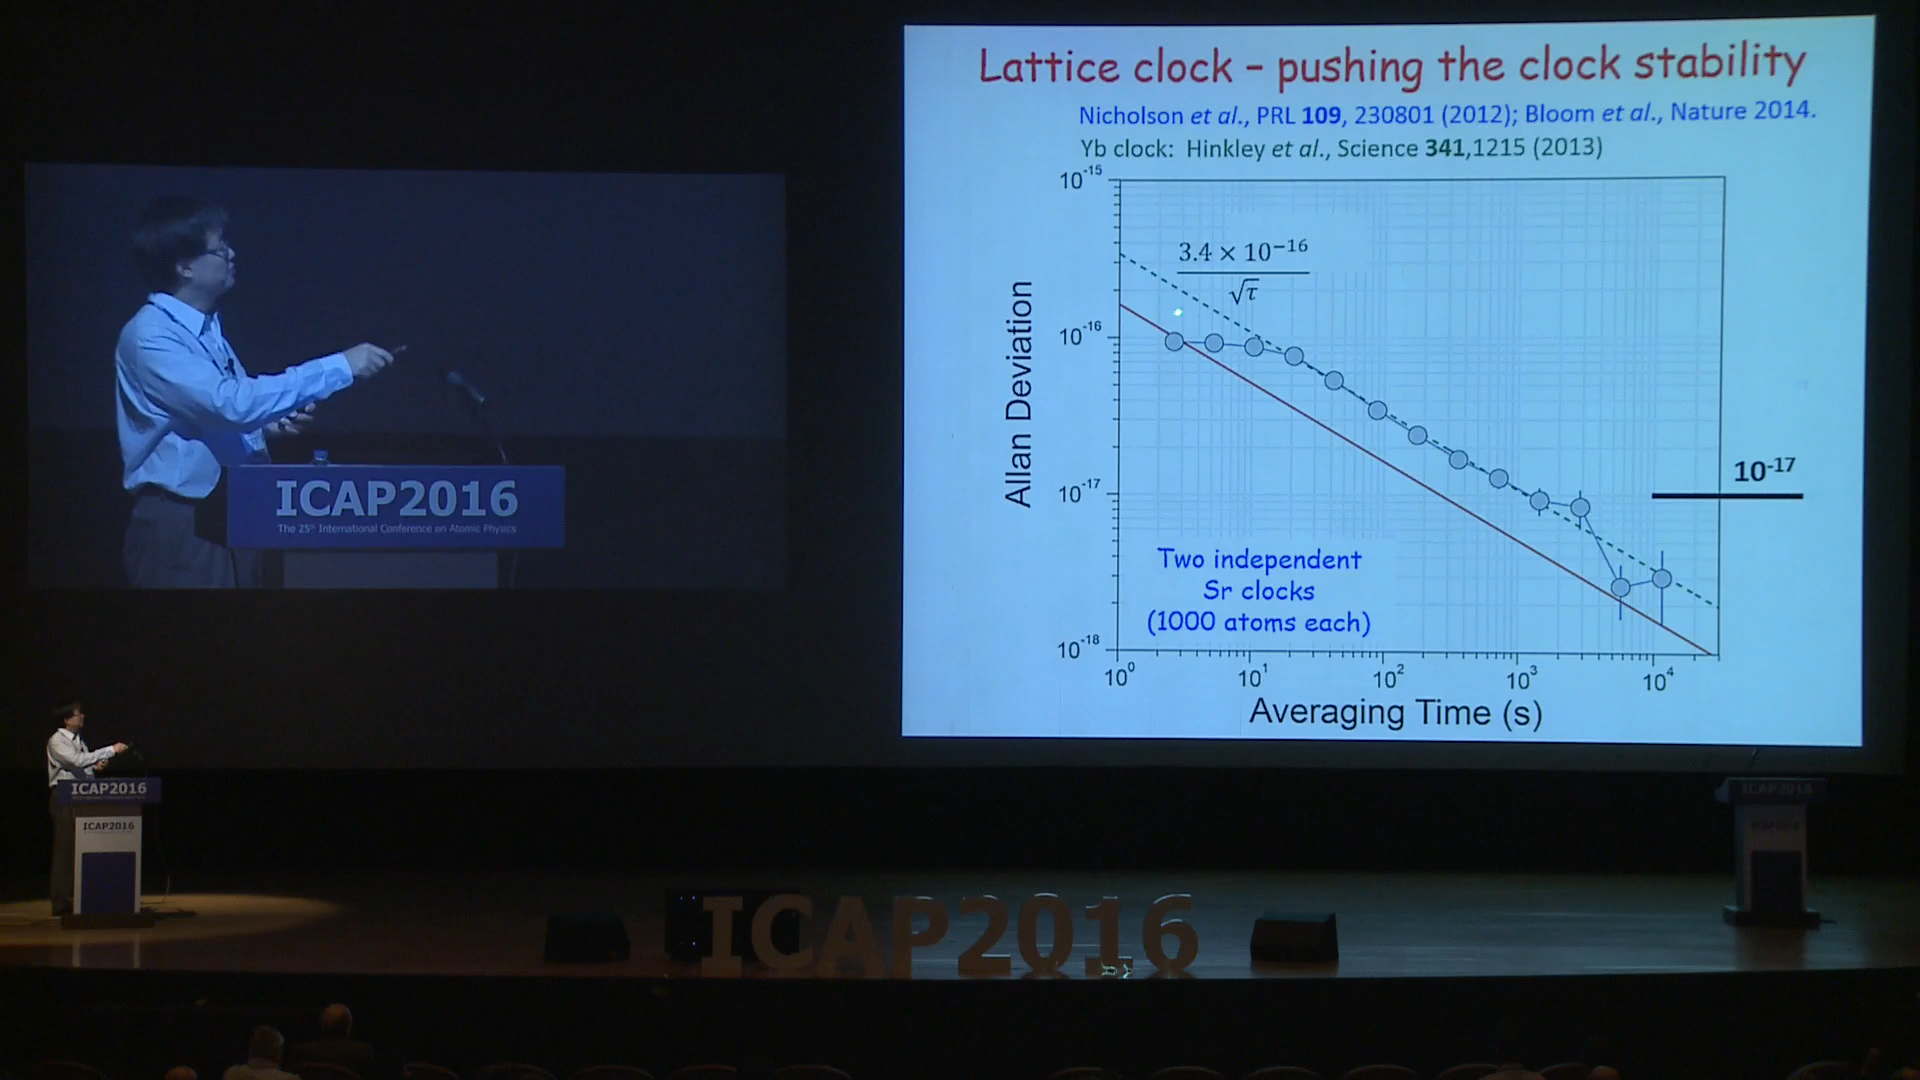 Lattice clock – pushing the clock stability
Nicholson et al., PRL 109, 230801 (2012); Bloom et al., Nature 2014.
Yb clock: Hinkley et al., Science 341,1215 (2013)
10⁻¹⁵
3.4 × 10⁻¹⁶
√τ
10⁻¹⁶
Allan Deviation
10⁻¹⁷
10⁻¹⁷
Two independent
Sr clocks
(1000 atoms each)
10⁻¹⁸
10⁰ 10¹ 10² 10³ 10⁴
Averaging Time (s)
ICAP2016
The 25th International Conference on Atomic Physics
ICAP2016
ICAP2016
ICAP2016
ICAP2016